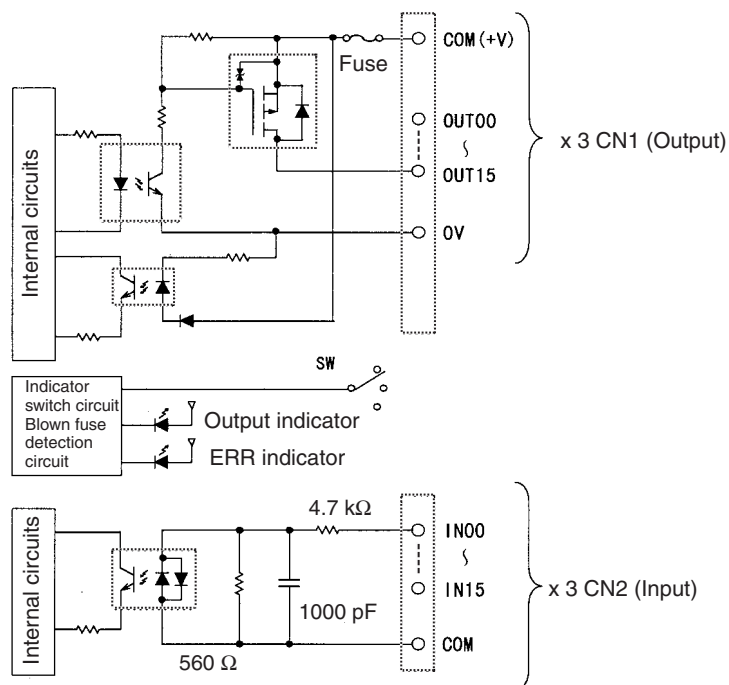 COM(+V)
Fuse
OUT00
∫
OUT15
x 3 CN1 (Output)
0V
Internal circuits
SW
Indicator
switch circuit
Blown fuse
detection
circuit
Output indicator
ERR indicator
Internal circuits
4.7 kΩ
IN00
∫
IN15
x 3 CN2 (Input)
1000 pF
COM
560 Ω